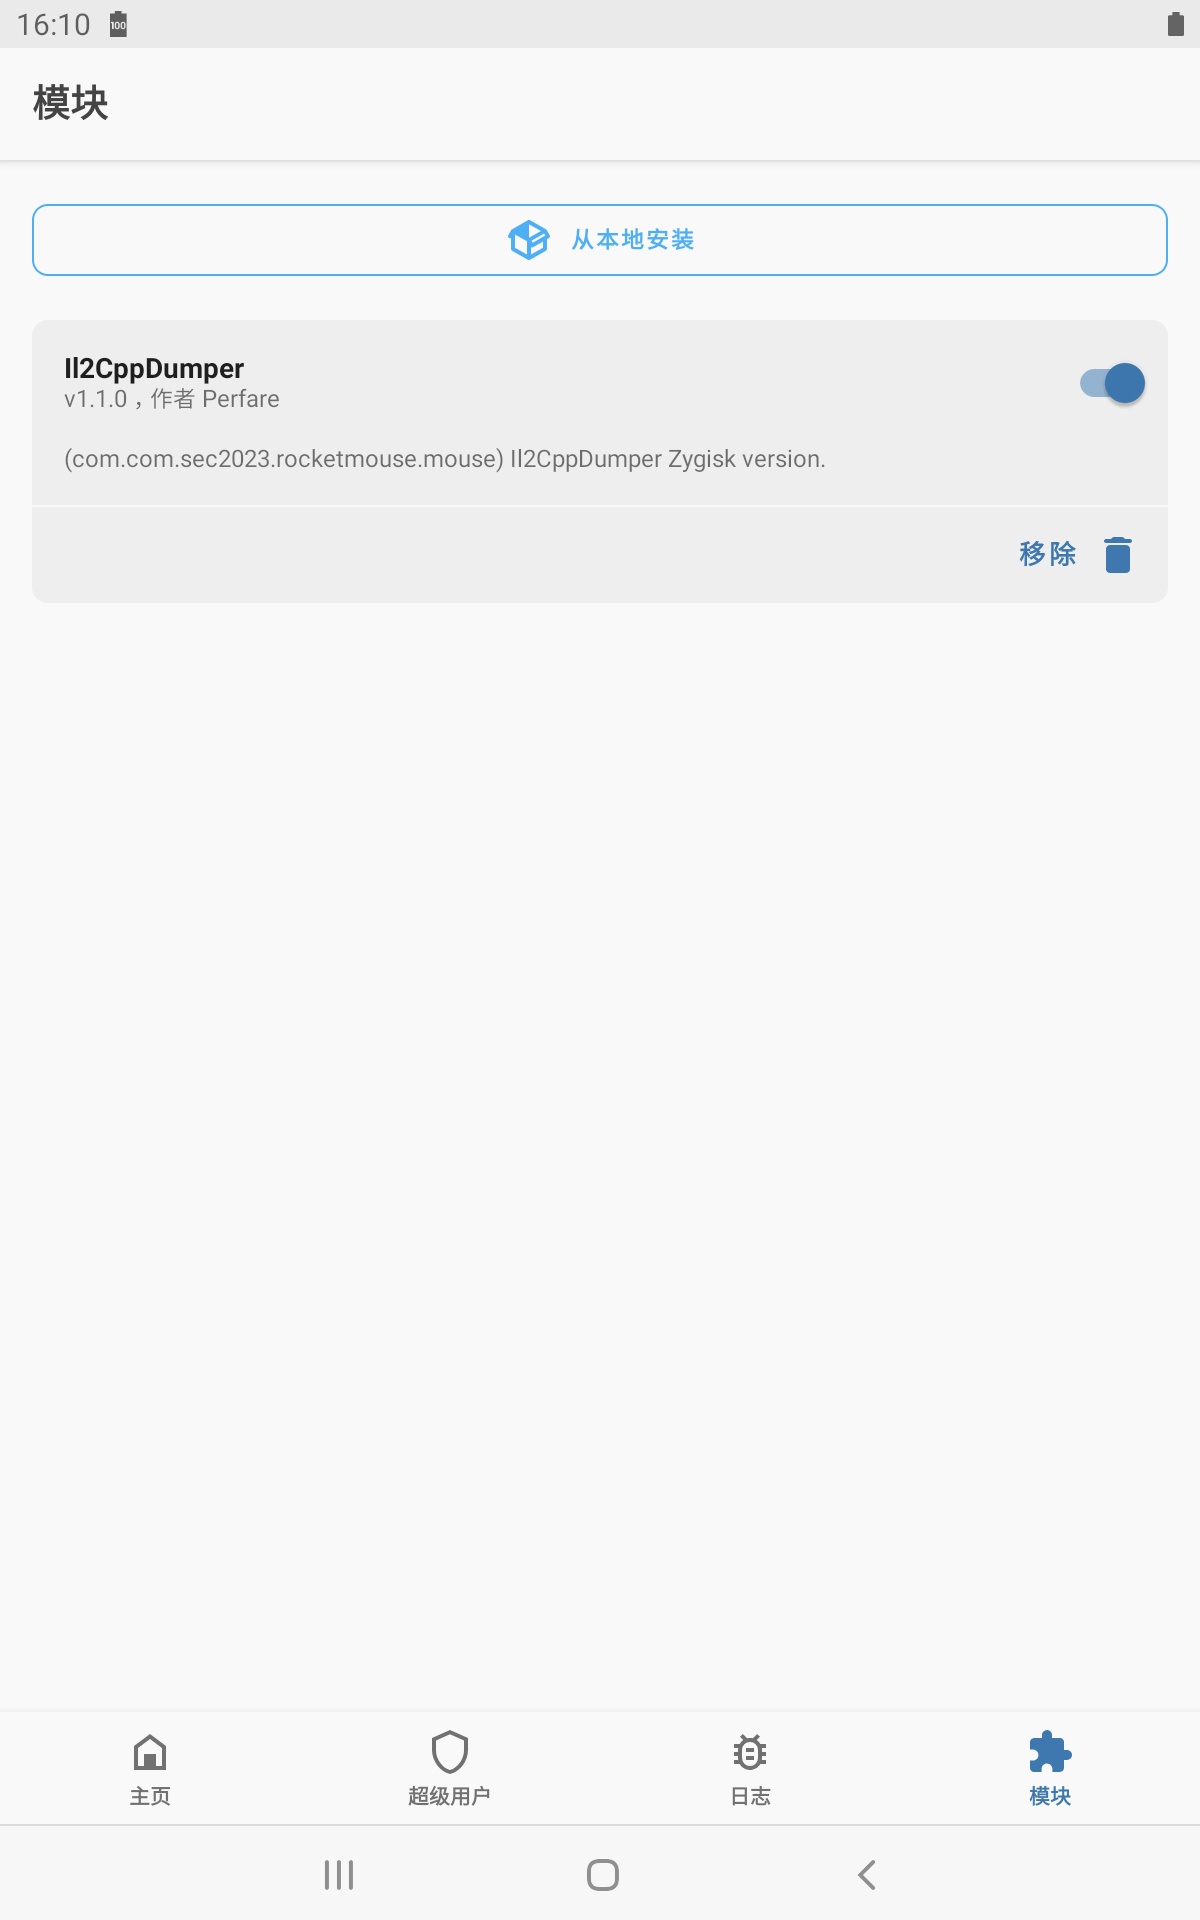 16:10
100
模块
从本地安装
Il2CppDumper
v1.1.0 , 作者 Perfare
(com.com.sec2023.rocketmouse.mouse) Il2CppDumper Zygisk version.
移除
主页
超级用户
日志
模块